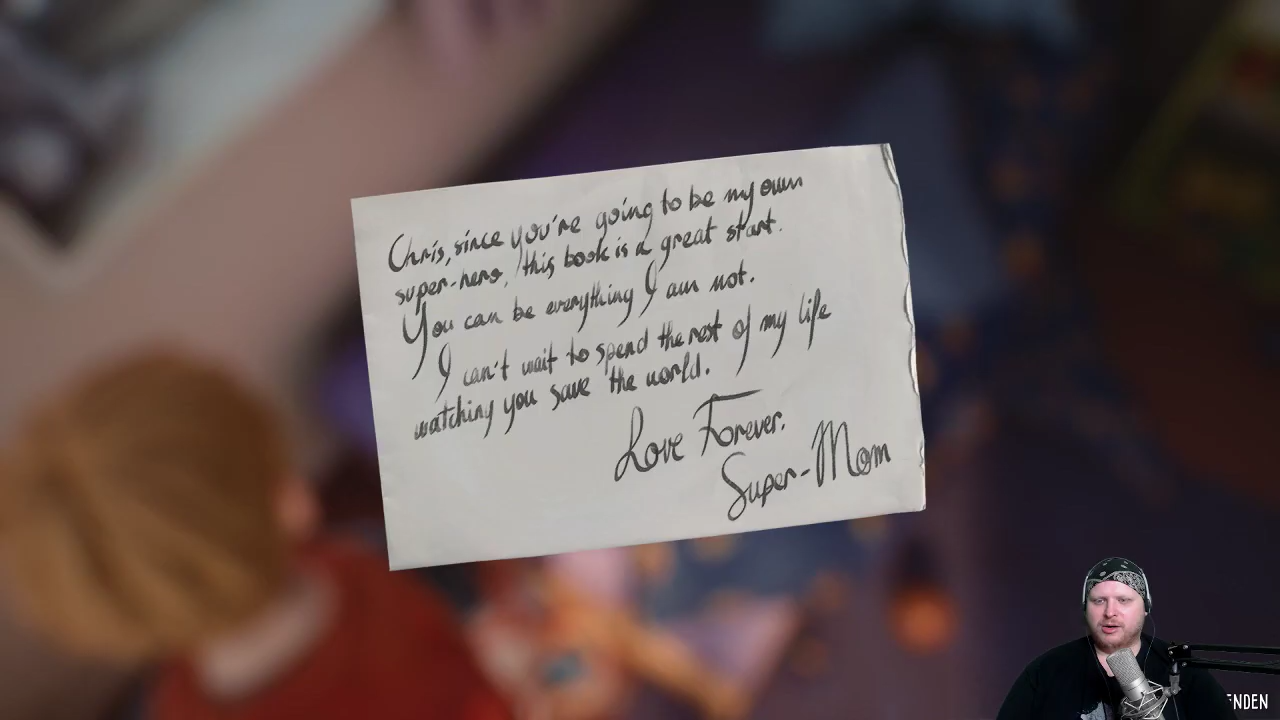 Chris, since you're going to be my own
super-hero, this book is a great start.
You can be everything I am not.
I can't wait to spend the rest of my life
watching you save the world.
Love Forever.
Super-Mom
ENDEN